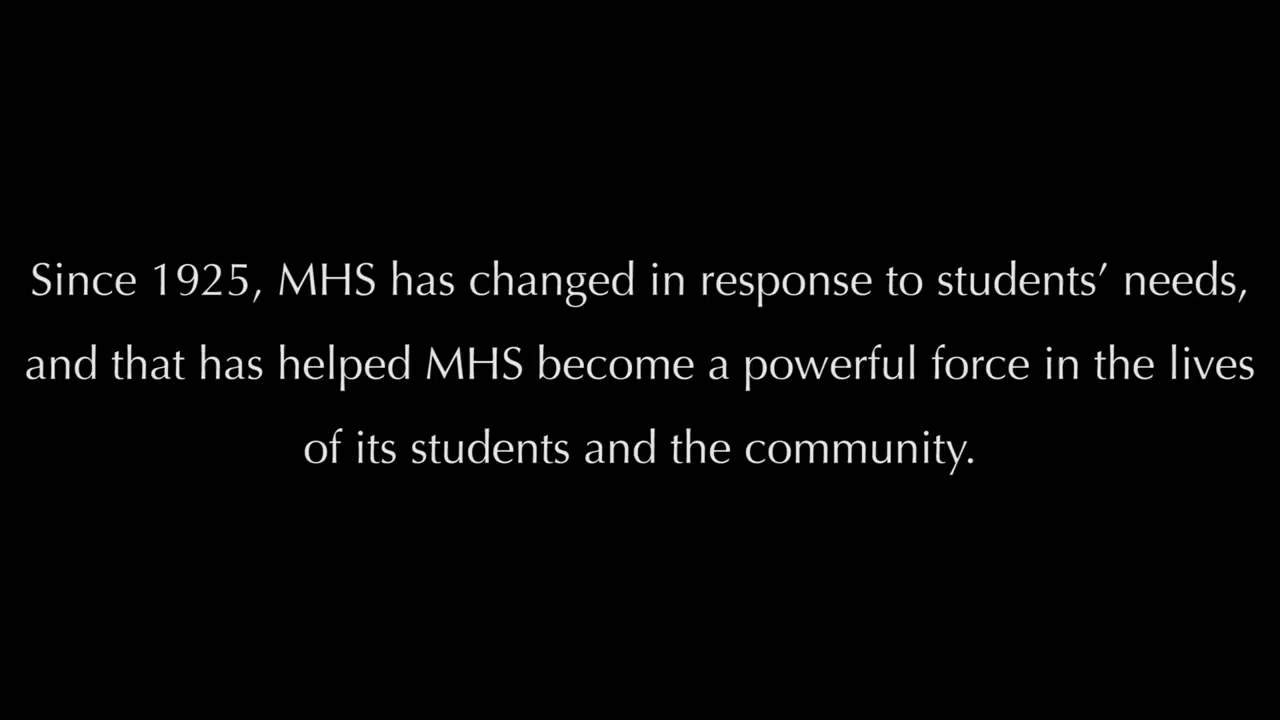 Since 1925, MHS has changed in response to students’ needs,
and that has helped MHS become a powerful force in the lives
of its students and the community.